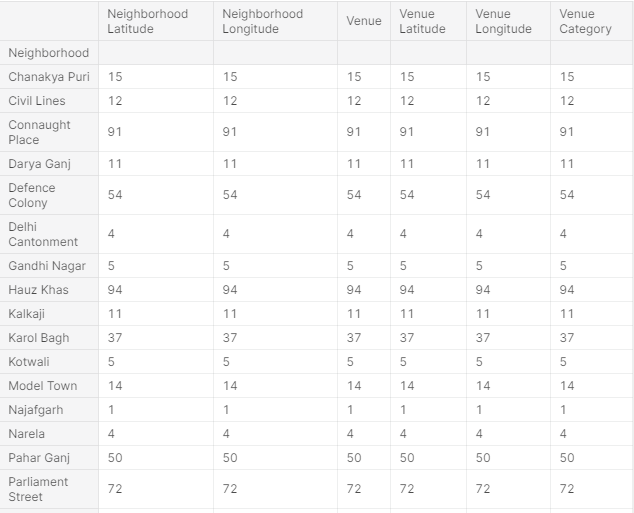 Neighborhood Latitude Neighborhood Longitude Venue Venue Latitude Venue Longitude Venue Category
Neighborhood
Chanakya Puri 15 15 15 15 15 15
Civil Lines 12 12 12 12 12 12
Connaught Place 91 91 91 91 91 91
Darya Ganj 11 11 11 11 11 11
Defence Colony 54 54 54 54 54 54
Delhi Cantonment 4 4 4 4 4 4
Gandhi Nagar 5 5 5 5 5 5
Hauz Khas 94 94 94 94 94 94
Kalkaji 11 11 11 11 11 11
Karol Bagh 37 37 37 37 37 37
Kotwali 5 5 5 5 5 5
Model Town 14 14 14 14 14 14
Najafgarh 1 1 1 1 1 1
Narela 4 4 4 4 4 4
Pahar Ganj 50 50 50 50 50 50
Parliament Street 72 72 72 72 72 72